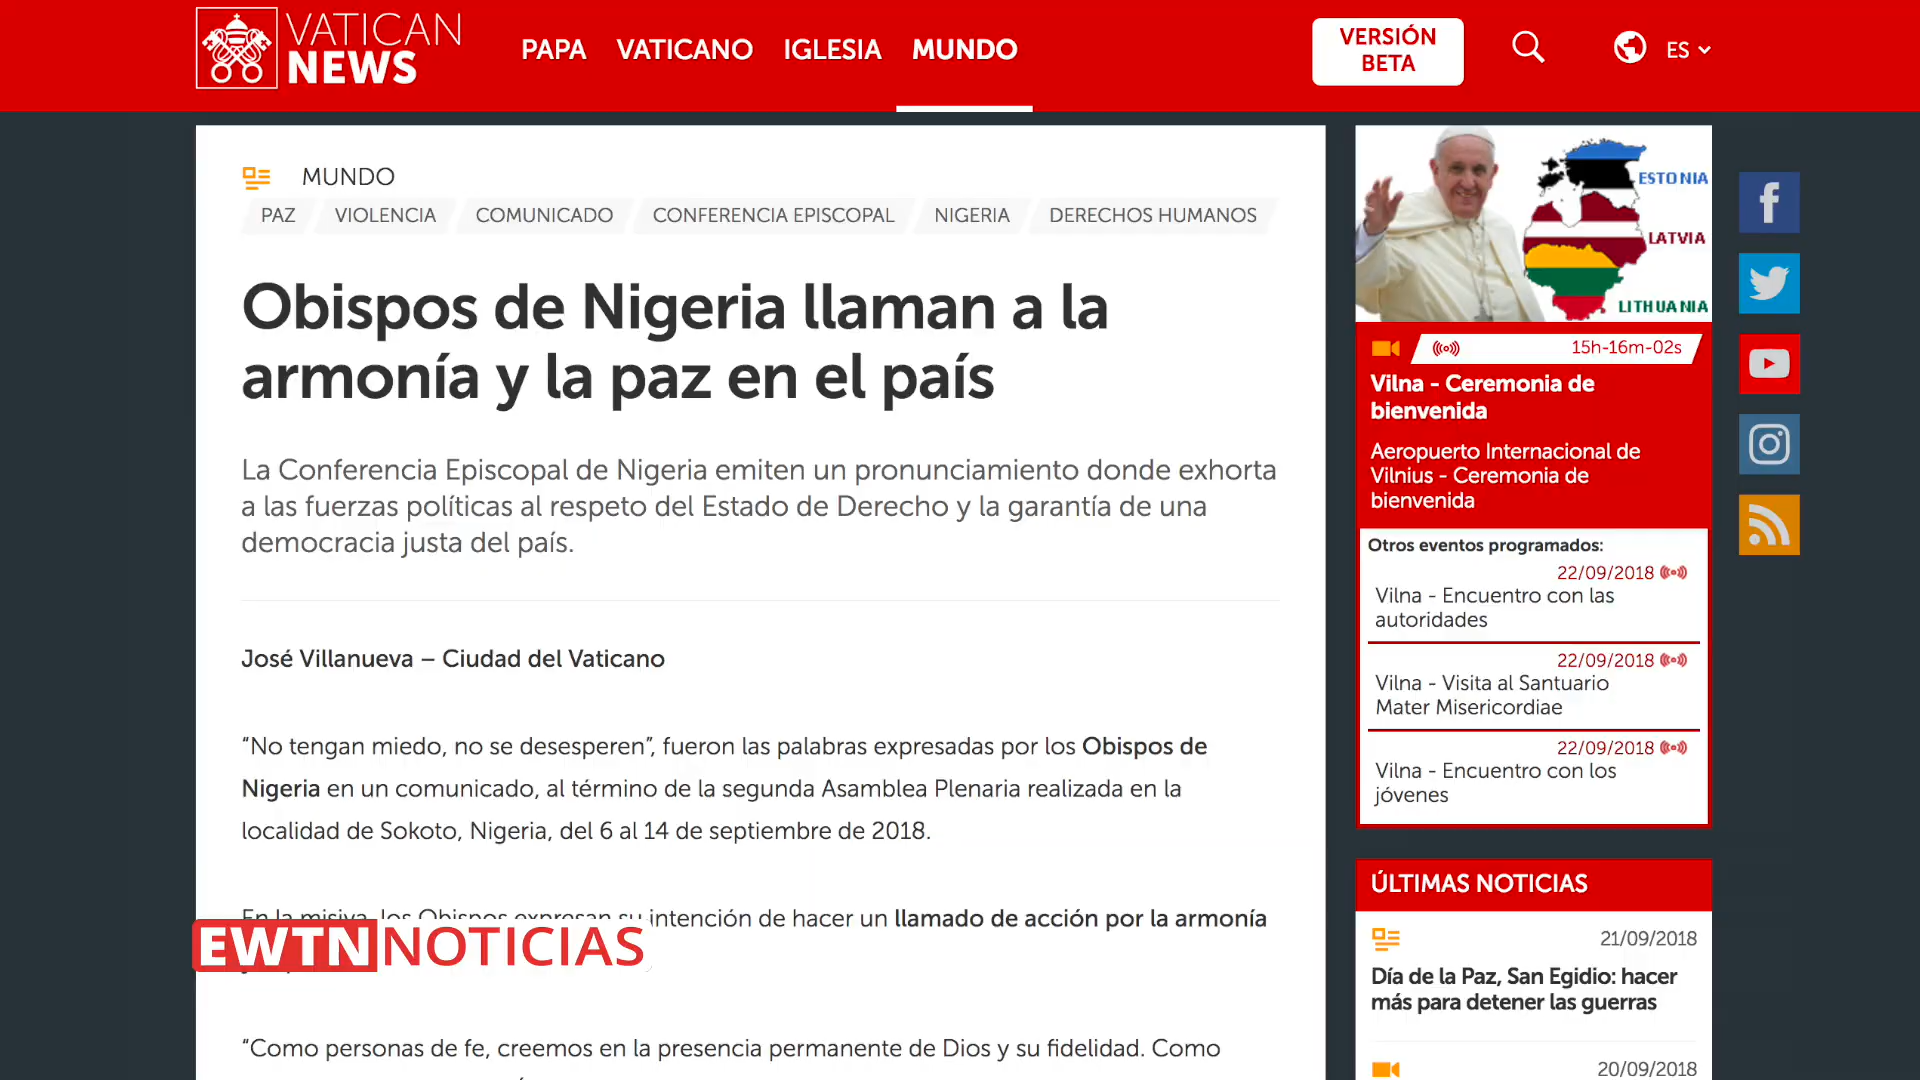 VATICAN
NEWS
PAPA
VATICANO
IGLESIA
MUNDO
VERSIÓN
BETA
ES
MUNDO
PAZ
VIOLENCIA
COMUNICADO
CONFERENCIA EPISCOPAL
NIGERIA
DERECHOS HUMANOS
Obispos de Nigeria llaman a la
armonía y la paz en el país
La Conferencia Episcopal de Nigeria emiten un pronunciamiento donde exhorta
a las fuerzas políticas al respeto del Estado de Derecho y la garantía de una
democracia justa del país.
José Villanueva – Ciudad del Vaticano
“No tengan miedo, no se desesperen”, fueron las palabras expresadas por los Obispos de
Nigeria en un comunicado, al término de la segunda Asamblea Plenaria realizada en la
localidad de Sokoto, Nigeria, del 6 al 14 de septiembre de 2018.
En la misiva, los Obispos expresan su intención de hacer un llamado de acción por la armonía
EWTN NOTICIAS
“Como personas de fe, creemos en la presencia permanente de Dios y su fidelidad. Como
ESTONIA
LATVIA
LITHUANIA
15h-16m-02s
Vilna - Ceremonia de
bienvenida
Aeropuerto Internacional de
Vilnius - Ceremonia de
bienvenida
Otros eventos programados:
22/09/2018
Vilna - Encuentro con las
autoridades
22/09/2018
Vilna - Visita al Santuario
Mater Misericordiae
22/09/2018
Vilna - Encuentro con los
jóvenes
ÚLTIMAS NOTICIAS
21/09/2018
Día de la Paz, San Egidio: hacer
más para detener las guerras
20/09/2018